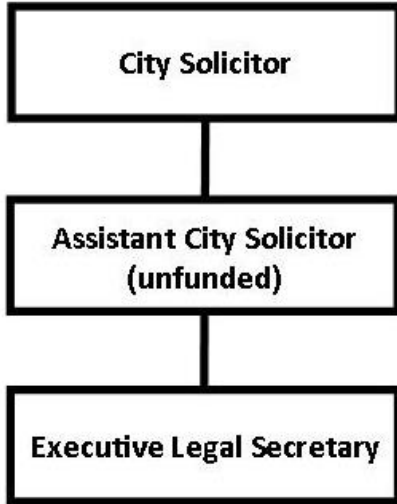 City Solicitor
Assistant City Solicitor
(unfunded)
Executive Legal Secretary